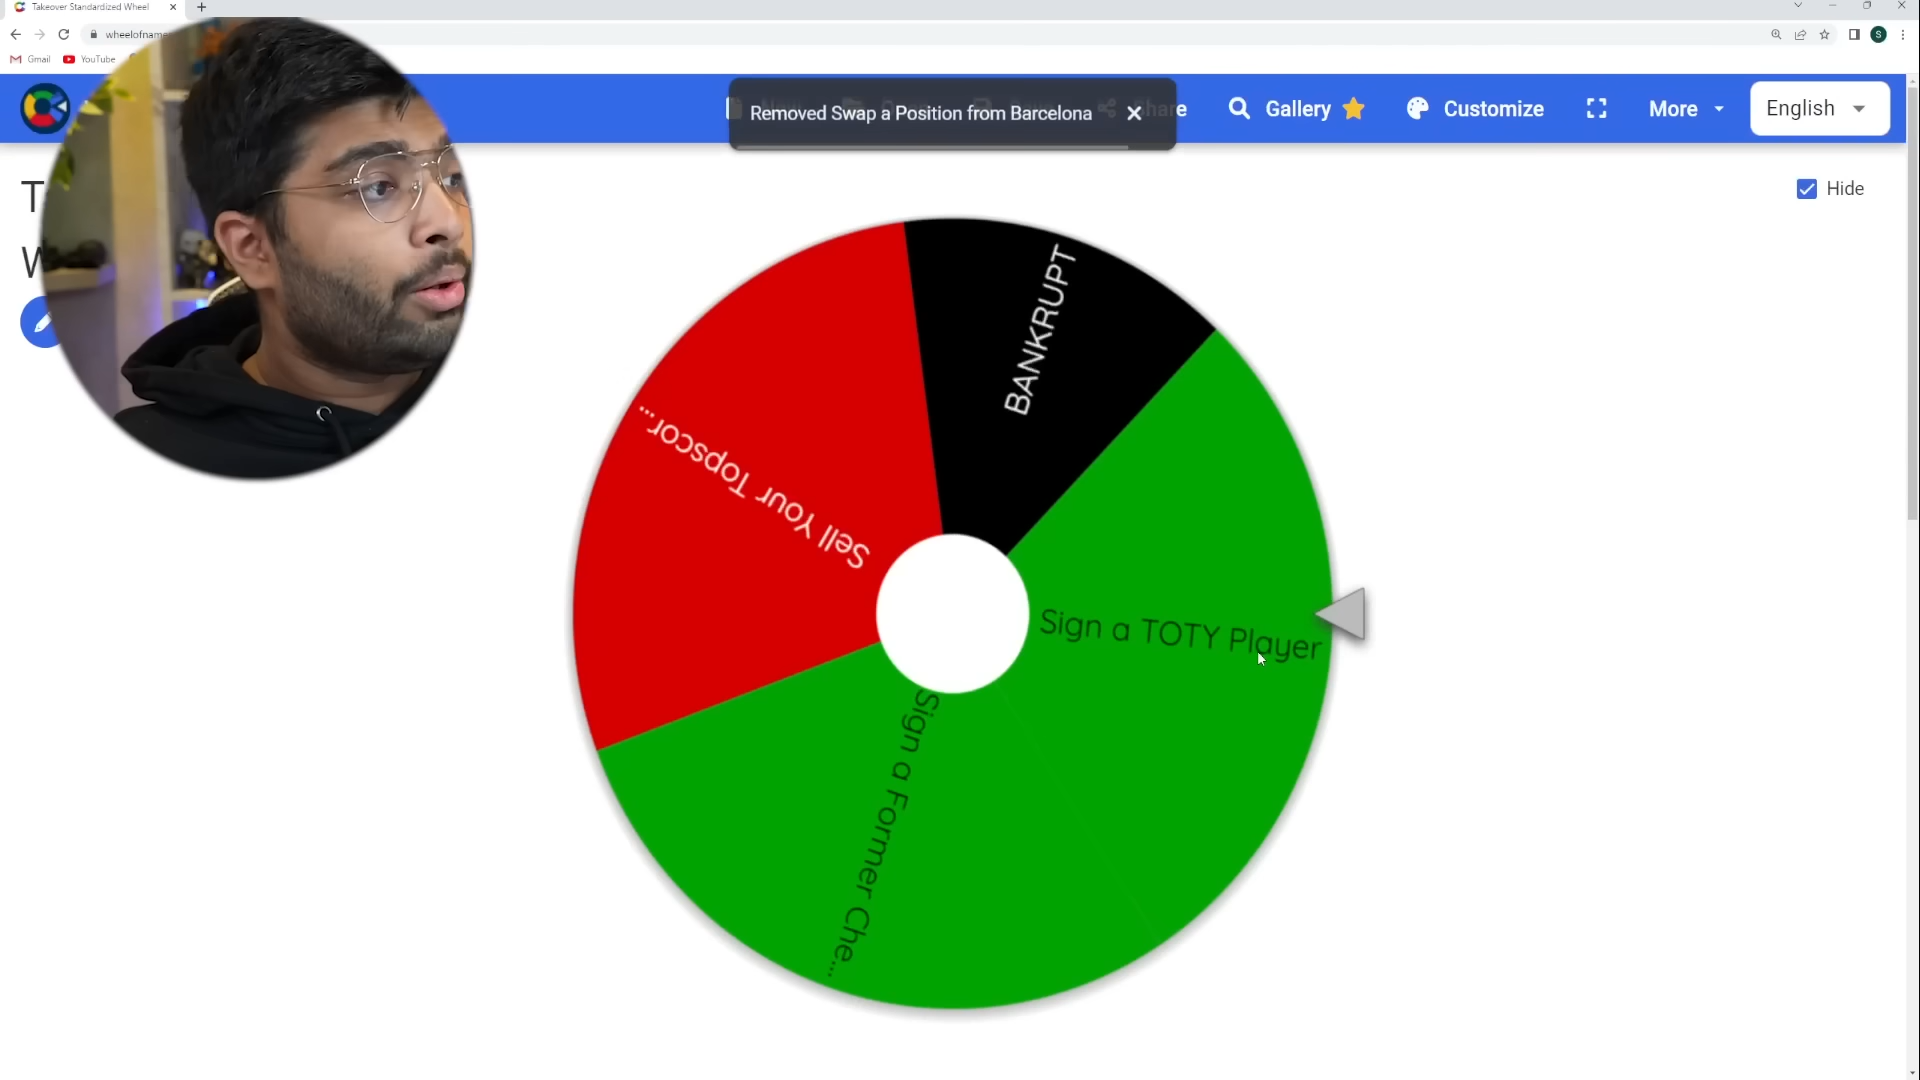 Takeover Standardized Wheel
wheelofname
S
Gmail
YouTube
Removed Swap a Position from Barcelona
Gallery
Customize
More
English
T
W
Hide
BANKRUPT
Sell Your Topscor...
Sign a TOTY Player
Sign a Former Che...